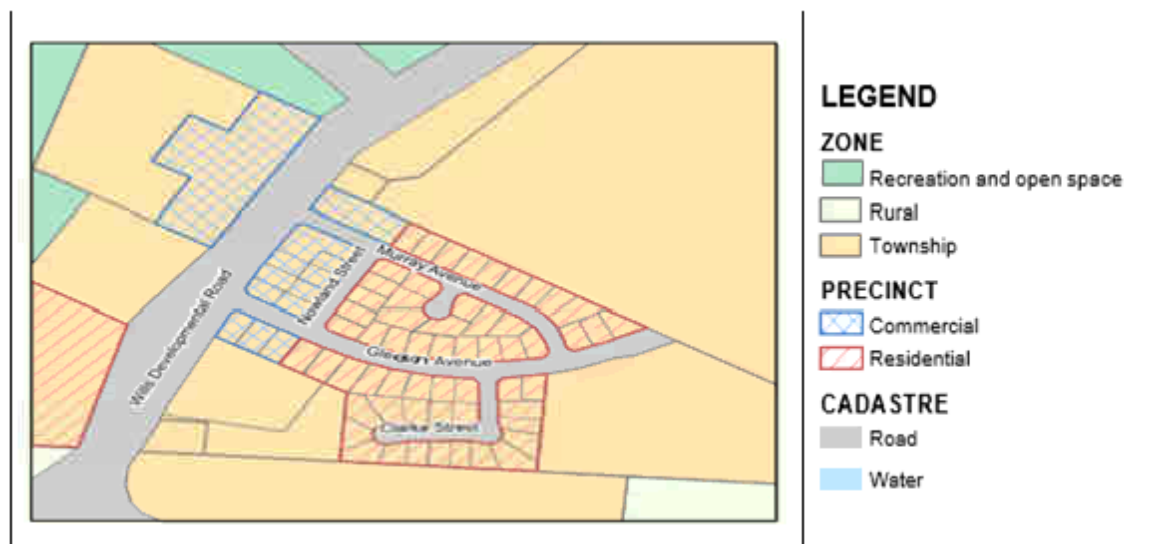 LEGEND
ZONE
Recreation and open space
Rural
Township
PRECINCT
Commercial
Residential
CADASTRE
Road
Water
Murray Avenue
Nowland Street
Wills Developmental Road
Avenue
Street